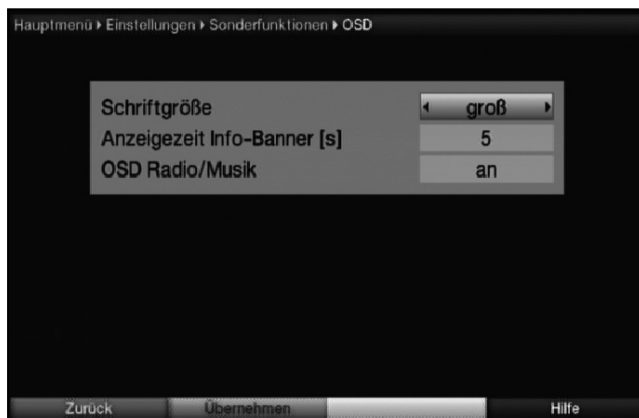 Hauptmenü ▸ Einstellungen ▸ Sonderfunktionen ▸ OSD
Schriftgröße ◂ groß ▸
Anzeigezeit Info-Banner [s] 5
OSD Radio/Musik an
Zurück Übernehmen Hilfe